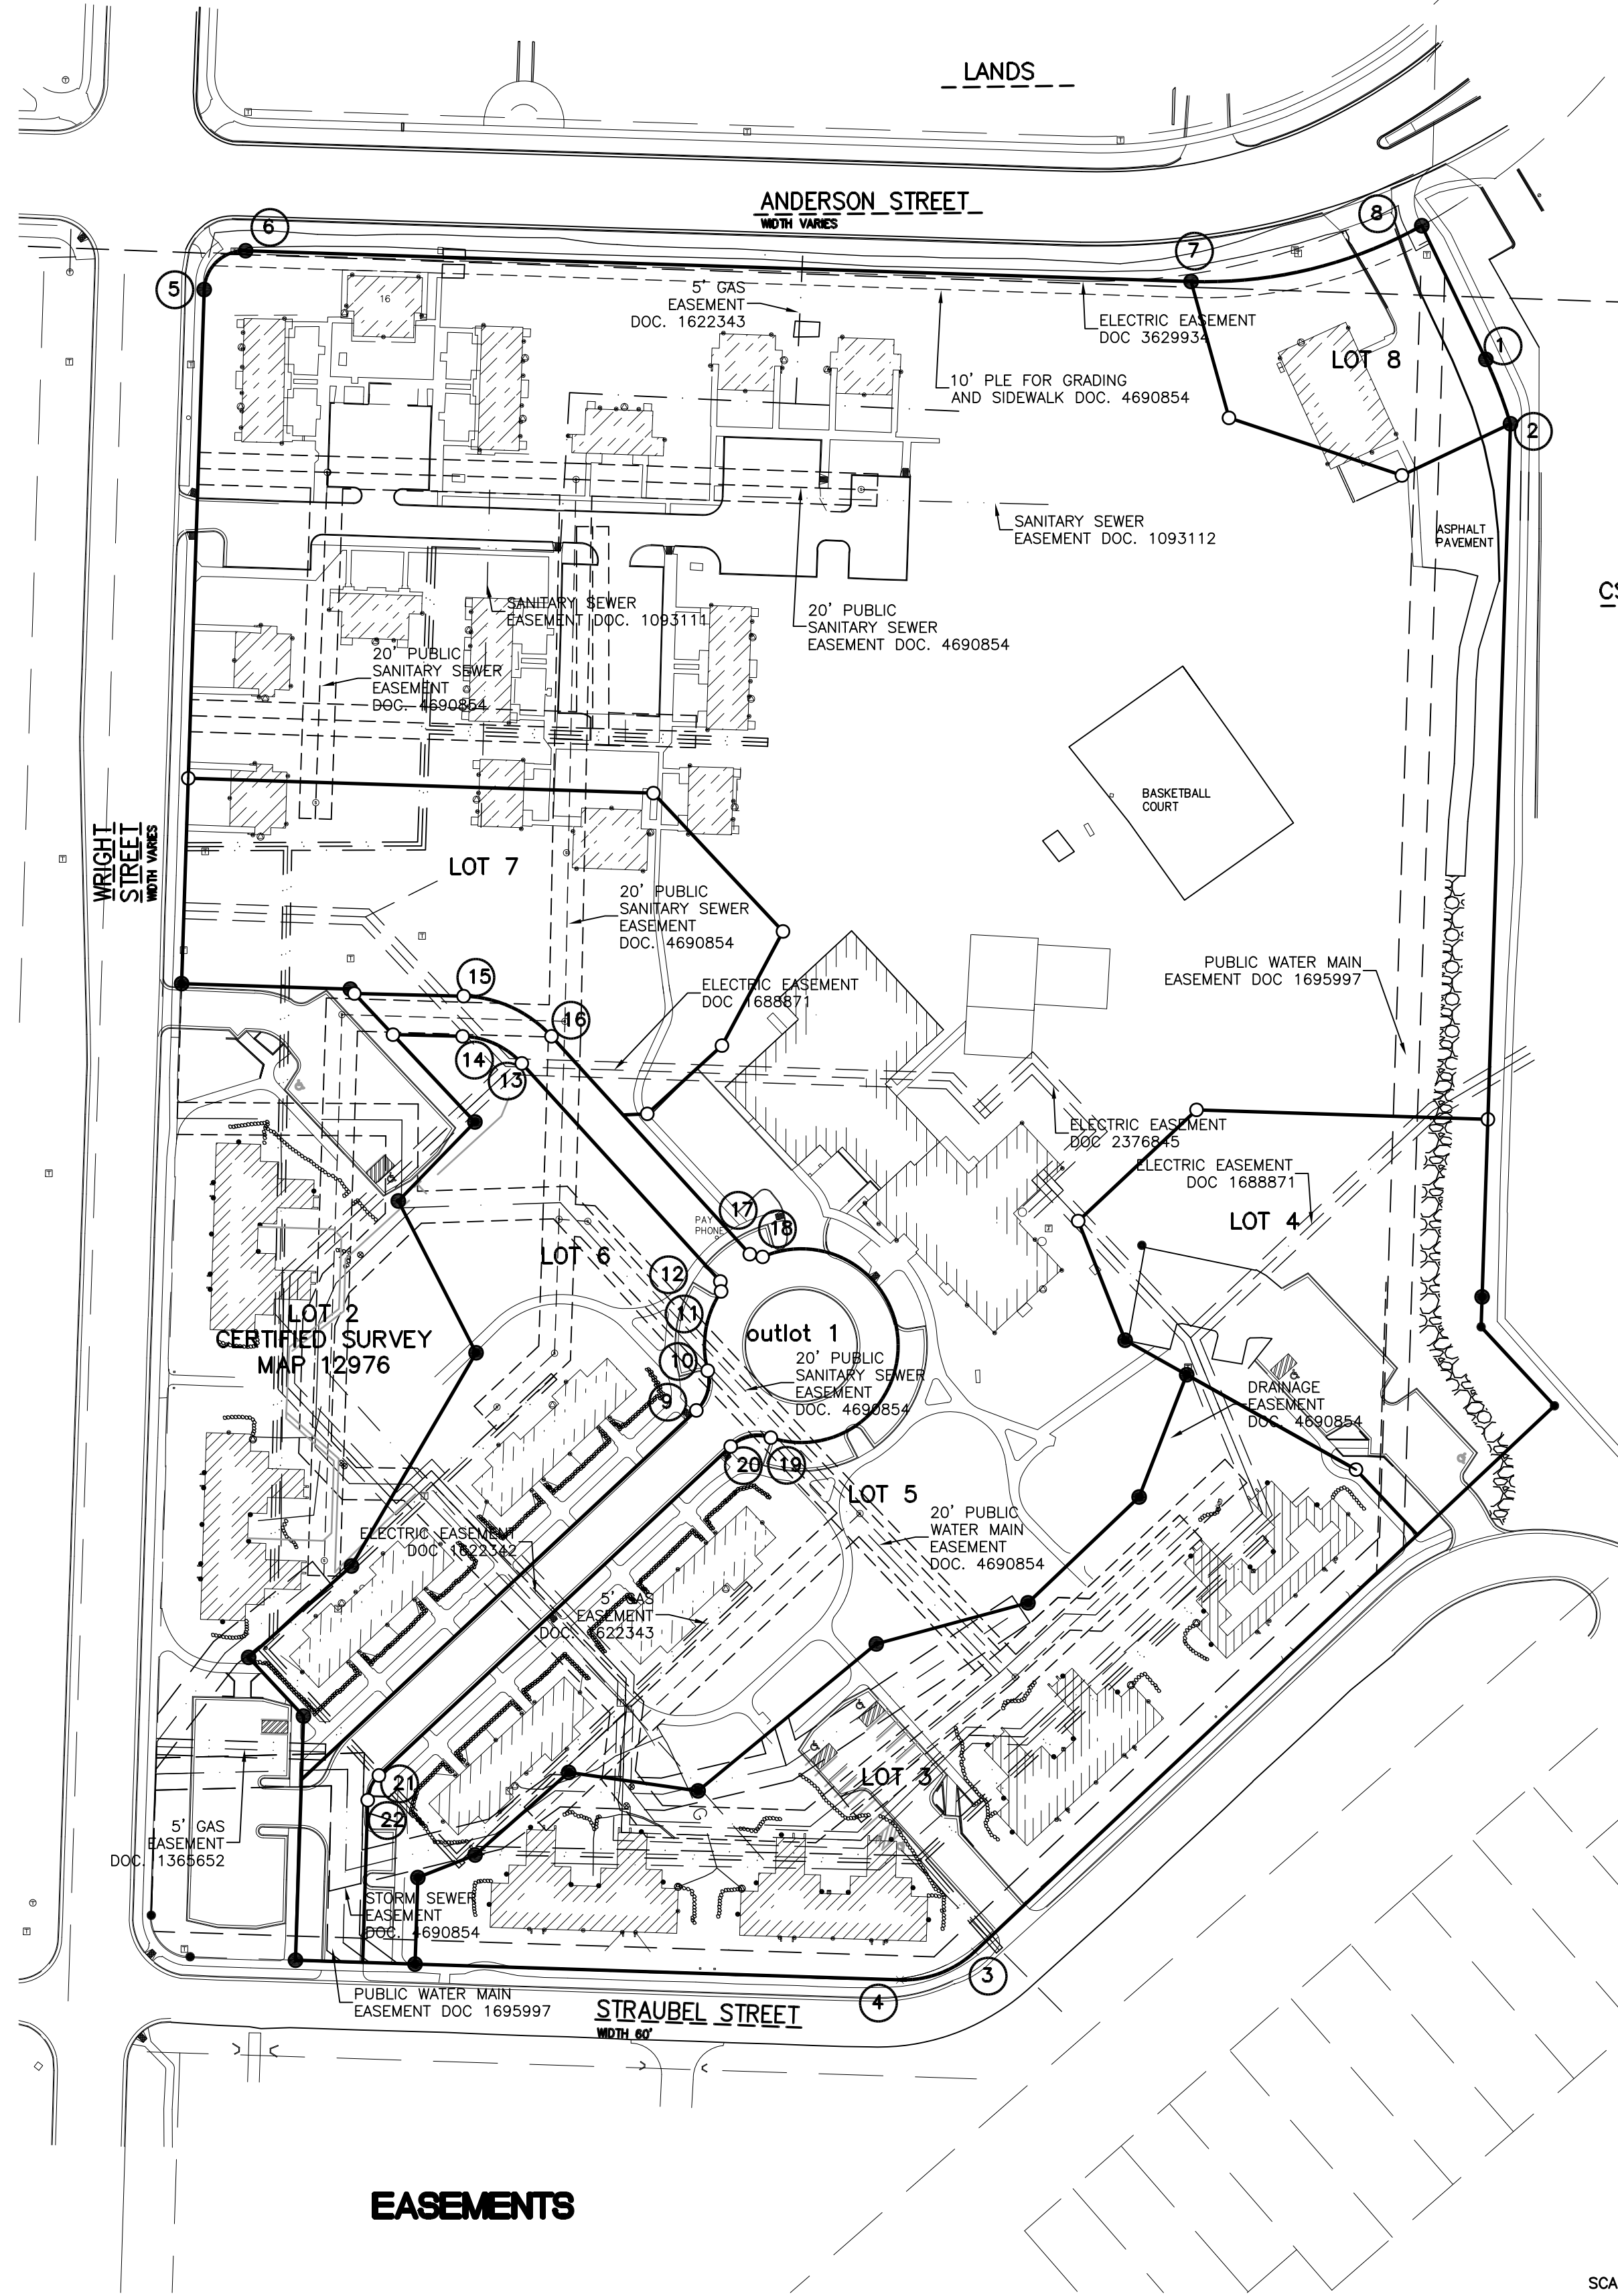 LANDS
ANDERSON STREET
WIDTH VARIES
8
6
7
5
5' GAS
EASEMENT
DOC. 1622343
16
ELECTRIC EASEMENT
DOC 3629934
1
LOT 8
10' PLE FOR GRADING
AND SIDEWALK DOC. 4690854
2
SANITARY SEWER
EASEMENT DOC. 1093112
ASPHALT
PAVEMENT
CS
SANITARY SEWER
EASEMENT DOC. 1093111
20' PUBLIC
SANITARY SEWER
EASEMENT DOC. 4690854
20' PUBLIC
SANITARY SEWER
EASEMENT
DOC. 4690854
BASKETBALL
COURT
WRIGHT
STREET
WIDTH VARIES
LOT 7
20' PUBLIC
SANITARY SEWER
EASEMENT
DOC. 4690854
PUBLIC WATER MAIN
EASEMENT DOC 1695997
15
ELECTRIC EASEMENT
DOC 1688871
16
14
13
ELECTRIC EASEMENT
DOC 2376845
ELECTRIC EASEMENT
DOC 1688871
17
PAY
PHONE
18
LOT 4
LOT 6
12
11
LOT 2
CERTIFIED SURVEY
MAP 12976
outlot 1
10
20' PUBLIC
SANITARY SEWER
EASEMENT
DOC. 4690854
9
DRAINAGE
EASEMENT
DOC. 4690854
20
19
LOT 5
20' PUBLIC
WATER MAIN
EASEMENT
DOC. 4690854
ELECTRIC EASEMENT
DOC 1622342
5' GAS
EASEMENT
DOC. 1622343
LOT 3
21
22
5' GAS
EASEMENT
DOC. 1365652
STORM SEWER
EASEMENT
DOC. 4690854
3
4
PUBLIC WATER MAIN
EASEMENT DOC 1695997
STRAUBEL STREET
WIDTH 60'
EASEMENTS
SCA